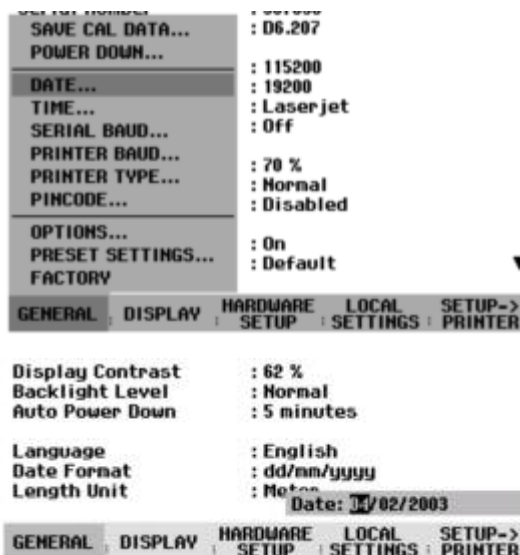 SAVE CAL DATA... : D6.207
POWER DOWN...
: 115200
DATE... : 19200
TIME... : Laserjet
SERIAL BAUD... : Off
PRINTER BAUD...
PRINTER TYPE... : 70 %
PINCODE... : Normal
: Disabled
OPTIONS... : On
PRESET SETTINGS... : Default
FACTORY
GENERAL DISPLAY HARDWARE SETUP LOCAL SETTINGS SETUP-> PRINTER
Display Contrast : 62 %
Backlight Level : Normal
Auto Power Down : 5 minutes
Language : English
Date Format : dd/mm/yyyy
Length Unit
Date: 04/02/2003
GENERAL DISPLAY HARDWARE SETUP LOCAL SETTINGS SETUP-> PRINTER